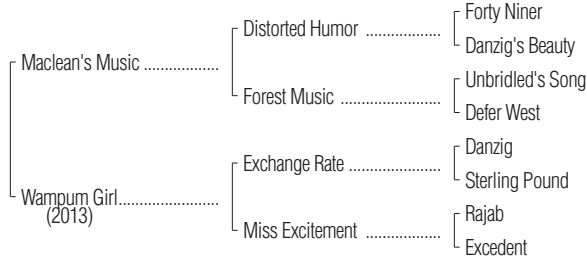 Forty Niner
Distorted Humor ..................
Danzig's Beauty
Maclean's Music ..................
Unbridled's Song
Forest Music .......................
Defer West
Danzig
Exchange Rate .....................
Sterling Pound
Wampum Girl........................
(2013)
Rajab
Miss Excitement ..................
Excedent